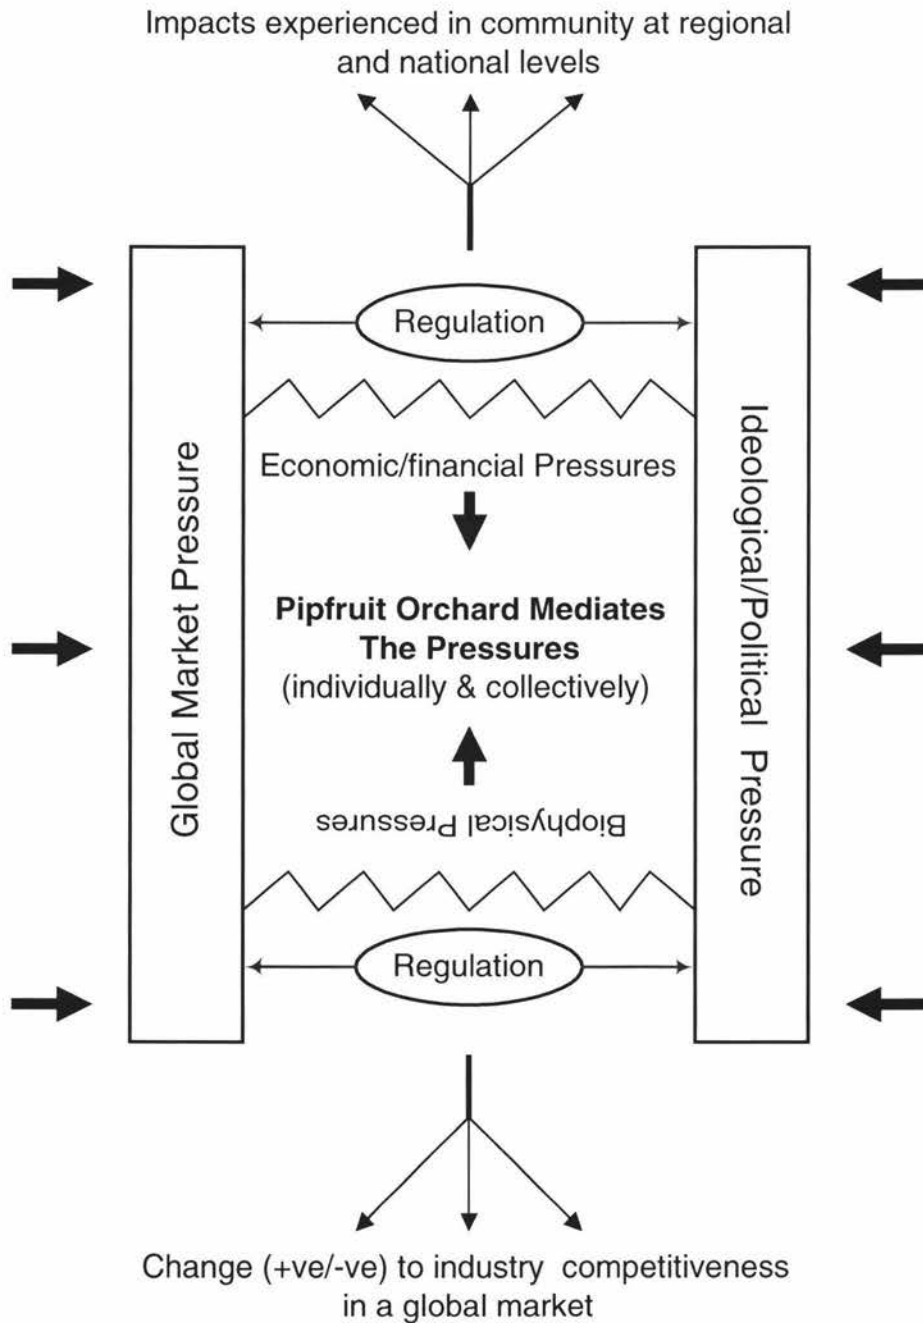 Impacts experienced in community at regional
and national levels
Regulation
Global Market Pressure
Ideological/Political Pressure
Economic/financial Pressures
Pipfruit Orchard Mediates
The Pressures
(individually & collectively)
Biophysical Pressures
Regulation
Change (+ve/-ve) to industry competitiveness
in a global market